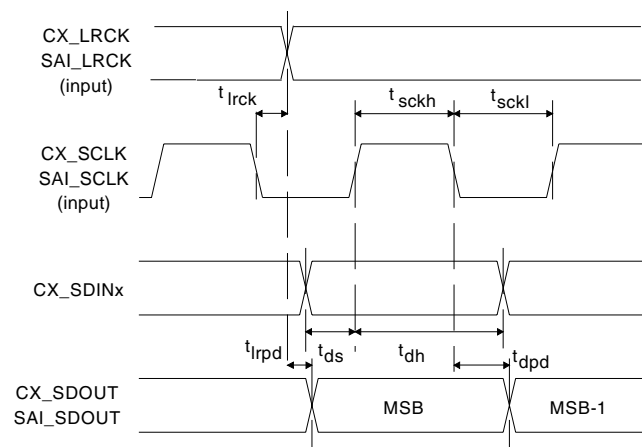 CX_LRCK
SAI_LRCK
(input)
t lrck
t sckh
t sckl
CX_SCLK
SAI_SCLK
(input)
CX_SDINx
t lrpd
t ds
t dh
t dpd
CX_SDOUT
SAI_SDOUT
MSB
MSB-1